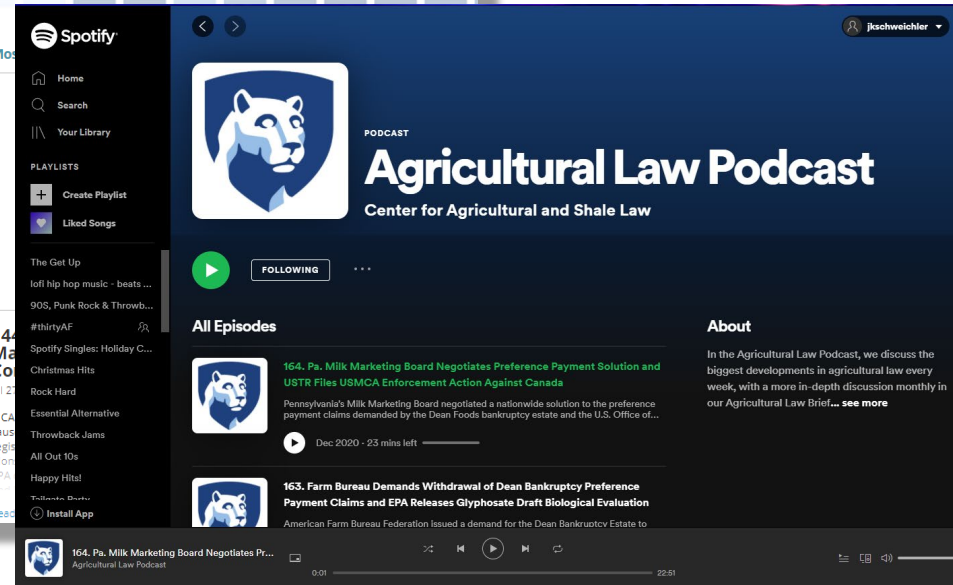 Spotify
jkschweichler
Home
Search
Your Library
PLAYLISTS
Create Playlist
Liked Songs
The Get Up
lofi hip hop music - beats ...
90S, Punk Rock & Throwb...
#thirtyAF
Spotify Singles: Holiday C...
Christmas Hits
Rock Hard
Essential Alternative
Throwback Jams
All Out 10s
Happy Hits!
Tailgate Party
Install App
PODCAST
Agricultural Law Podcast
Center for Agricultural and Shale Law
FOLLOWING
All Episodes
164. Pa. Milk Marketing Board Negotiates Preference Payment Solution and
USTR Files USMCA Enforcement Action Against Canada
Pennsylvania's Milk Marketing Board negotiated a nationwide solution to the preference
payment claims demanded by the Dean Foods bankruptcy estate and the U.S. Office of...
Dec 2020 · 23 mins left
163. Farm Bureau Demands Withdrawal of Dean Bankruptcy Preference
Payment Claims and EPA Releases Glyphosate Draft Biological Evaluation
American Farm Bureau Federation issued a demand for the Dean Bankruptcy Estate to
About
In the Agricultural Law Podcast, we discuss the
biggest developments in agricultural law every
week, with a more in-depth discussion monthly in
our Agricultural Law Brief... see more
164. Pa. Milk Marketing Board Negotiates Pr...
Agricultural Law Podcast
0:01
22:51